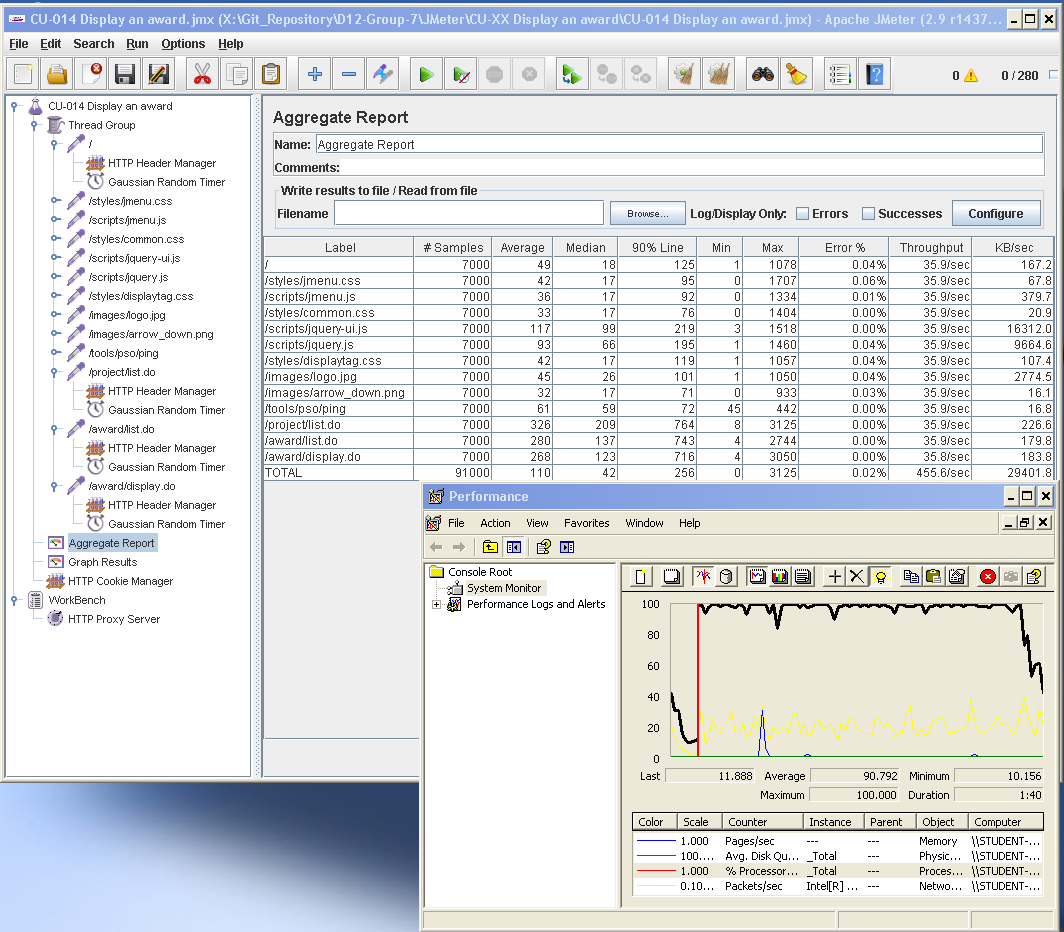 CU-014 Display an award.jmx (X:\Git_Repository\D12-Group-7\JMeter\CU-XX Display an award\CU-014 Display an award.jmx) - Apache JMeter (2.9 r1437...
File Edit Search Run Options Help
0 0 / 280
CU-014 Display an award
Thread Group
/
HTTP Header Manager
Gaussian Random Timer
/styles/jmenu.css
/scripts/jmenu.js
/styles/common.css
/scripts/jquery-ui.js
/scripts/jquery.js
/styles/displaytag.css
/images/logo.jpg
/images/arrow_down.png
/tools/pso/ping
/project/list.do
HTTP Header Manager
Gaussian Random Timer
/award/list.do
HTTP Header Manager
Gaussian Random Timer
/award/display.do
HTTP Header Manager
Gaussian Random Timer
Aggregate Report
Graph Results
HTTP Cookie Manager
WorkBench
HTTP Proxy Server
Aggregate Report
Name: Aggregate Report
Comments:
Write results to file / Read from file
Filename Browse... Log/Display Only: Errors Successes Configure
Label # Samples Average Median 90% Line Min Max Error % Throughput KB/sec
/ 7000 49 18 125 1 1078 0.04% 35.9/sec 167.2
/styles/jmenu.css 7000 42 17 95 0 1707 0.06% 35.9/sec 67.8
/scripts/jmenu.js 7000 36 17 92 0 1334 0.01% 35.9/sec 379.7
/styles/common.css 7000 33 17 76 0 1404 0.00% 35.9/sec 20.9
/scripts/jquery-ui.js 7000 117 99 219 3 1518 0.00% 35.9/sec 16312.0
/scripts/jquery.js 7000 93 66 195 1 1460 0.04% 35.9/sec 9664.6
/styles/displaytag.css 7000 42 17 119 1 1057 0.04% 35.9/sec 107.4
/images/logo.jpg 7000 45 26 101 1 1050 0.04% 35.9/sec 2774.5
/images/arrow_down.png 7000 32 17 71 0 933 0.03% 35.9/sec 16.1
/tools/pso/ping 7000 61 59 72 45 442 0.00% 35.9/sec 16.8
/project/list.do 7000 326 209 764 8 3125 0.00% 35.9/sec 226.6
/award/list.do 7000 280 137 743 4 2744 0.00% 35.9/sec 179.8
/award/display.do 7000 268 123 716 4 3050 0.00% 35.9/sec 183.8
TOTAL 91000 110 42 256 0 3125 0.02% 455.6/sec 29401.8
Performance
File Action View Favorites Window Help
Console Root
System Monitor
Performance Logs and Alerts
100
80
60
40
20
0
Last 11.888 Average 90.792 Minimum 10.156
Maximum 100.000 Duration 1:40
Color Scale Counter Instance Parent Object Computer
1.000 Pages/sec --- --- Memory \\STUDENT-...
100.... Avg. Disk Qu... _Total --- Physic... \\STUDENT-...
1.000 % Processor... _Total --- Proces... \\STUDENT-...
0.10... Packets/sec Intel[R] ... --- Netwo... \\STUDENT-...